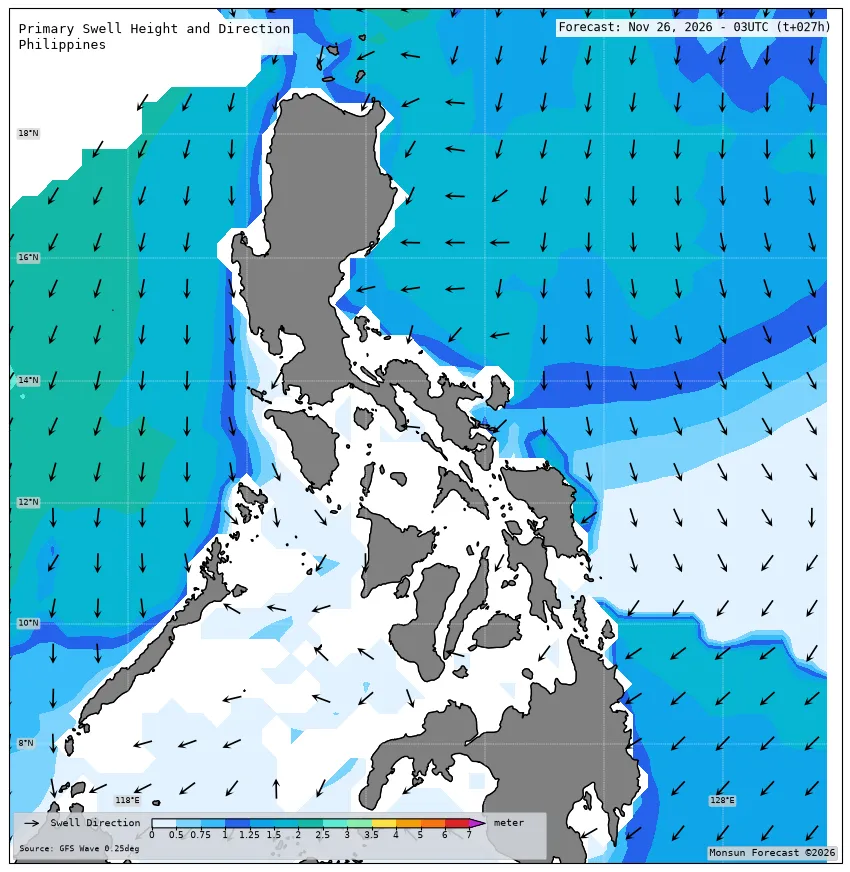 Primary Swell Height and Direction
Philippines
Forecast: Nov 26, 2026 - 03UTC (t+027h)
18°N
16°N
14°N
12°N
10°N
8°N
118°E
128°E
Swell Direction
0 0.5 0.75 1 1.25 1.5 2 2.5 3 3.5 4 5 6 7
meter
Source: GFS Wave 0.25deg
Monsun Forecast ©2026